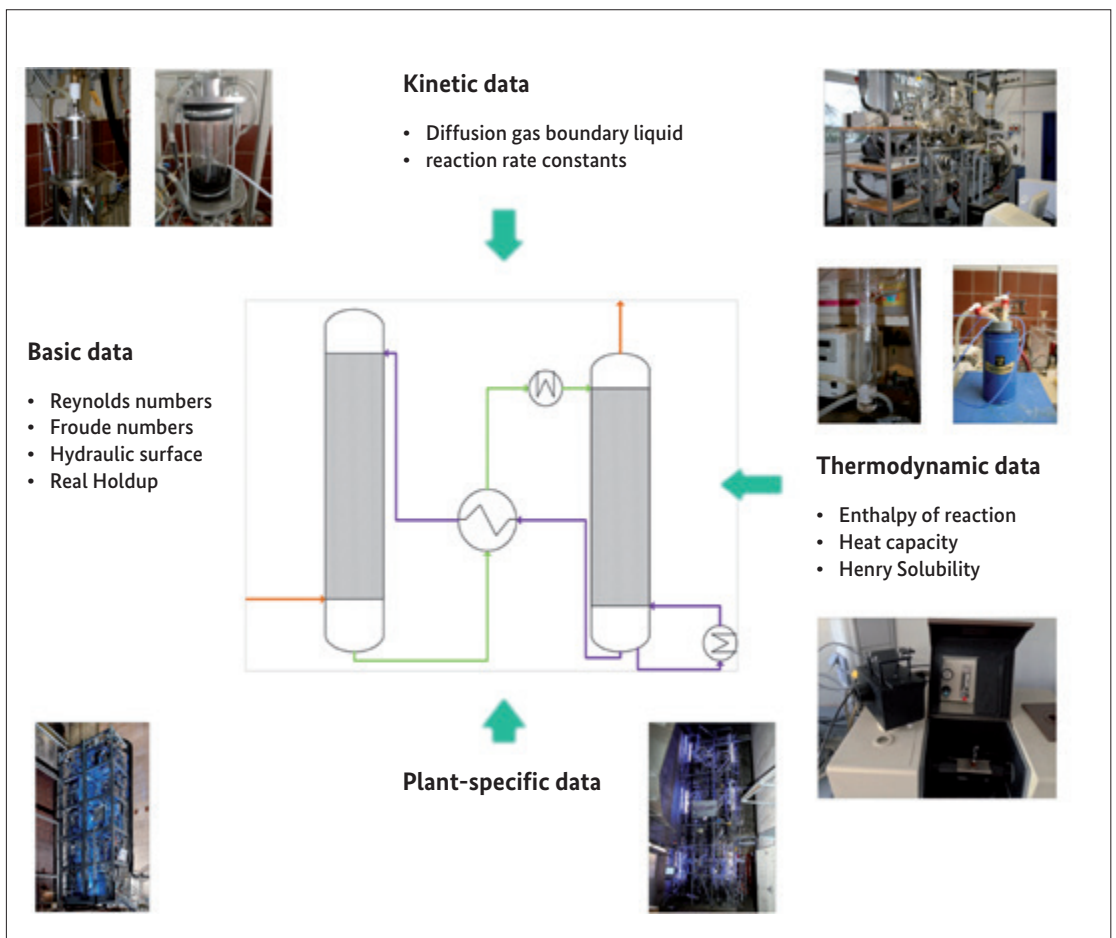 Kinetic data
• Diffusion gas boundary liquid
• reaction rate constants
Basic data
• Reynolds numbers
• Froude numbers
• Hydraulic surface
• Real Holdup
Thermodynamic data
• Enthalpy of reaction
• Heat capacity
• Henry Solubility
Plant-specific data